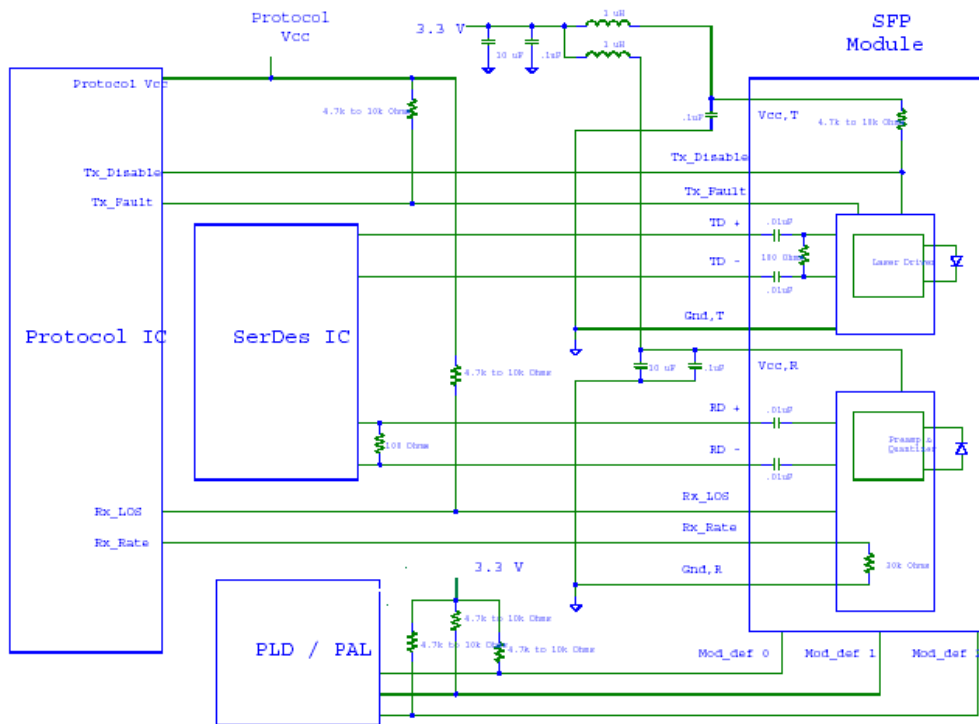 Protocol
Vcc
3.3 V
1 uH
1 uH
SFP
Module
10 uF
.1uF
Protocol Vcc
4.7k to 10k Ohms
.1uF
Vcc,T
4.7k to 10k Ohms
Tx_Disable
Tx_Disable
Tx_Fault
Tx_Fault
TD +
.01uF
TD -
100 Ohms
Laser Driver
.01uF
Protocol IC
SerDes IC
Gnd,T
4.7k to 10k Ohms
10 uF
.1uF
Vcc,R
RD +
.01uF
100 Ohms
RD -
Preamp &
Quantizer
.01uF
Rx_LOS
Rx_LOS
Rx_Rate
Rx_Rate
3.3 V
Gnd,R
30k Ohms
4.7k to 10k Ohms
PLD / PAL
4.7k to 10k Ohms
4.7k to 10k Ohms
Mod_def 0
Mod_def 1
Mod_def